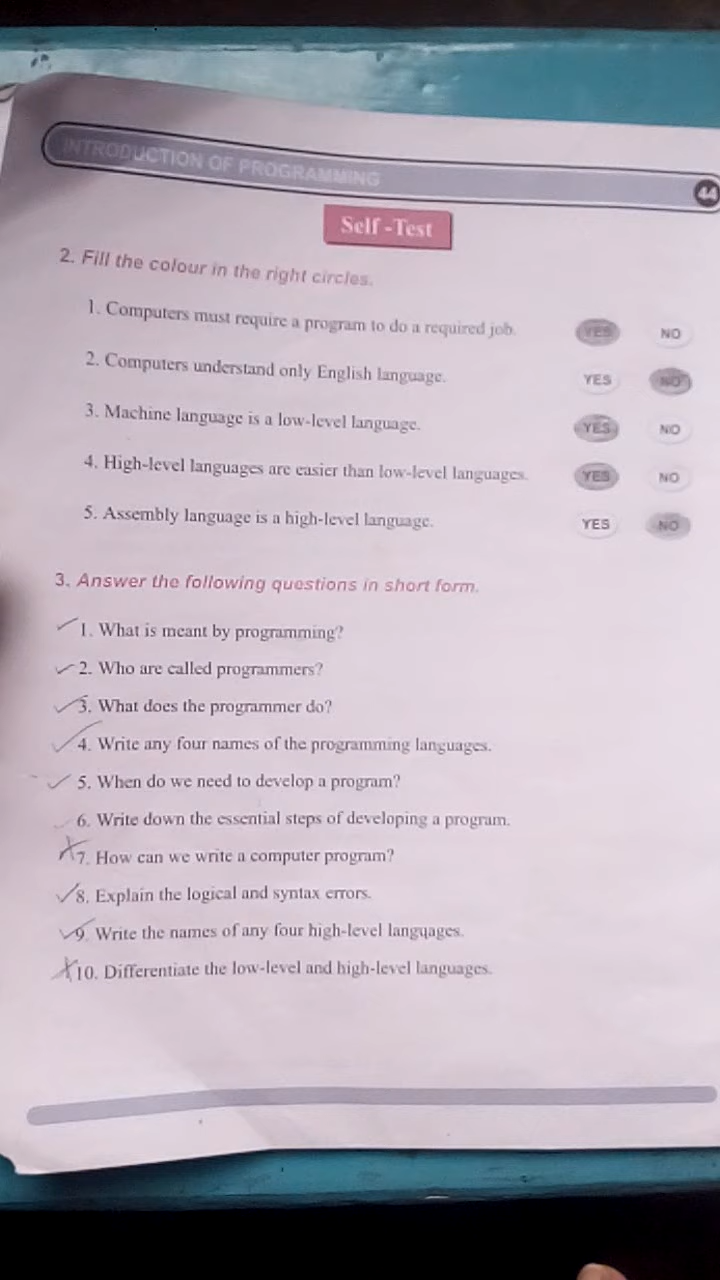 INTRODUCTION OF PROGRAMMING
44
Self -Test
2. Fill the colour in the right circles.
1. Computers must require a program to do a required job. YES NO
2. Computers understand only English language. YES NO
3. Machine language is a low-level language. YES NO
4. High-level languages are easier than low-level languages. YES NO
5. Assembly language is a high-level language. YES NO
3. Answer the following questions in short form.
1. What is meant by programming?
2. Who are called programmers?
3. What does the programmer do?
4. Write any four names of the programming languages.
5. When do we need to develop a program?
6. Write down the essential steps of developing a program.
7. How can we write a computer program?
8. Explain the logical and syntax errors.
9. Write the names of any four high-level langqages.
10. Differentiate the low-level and high-level languages.